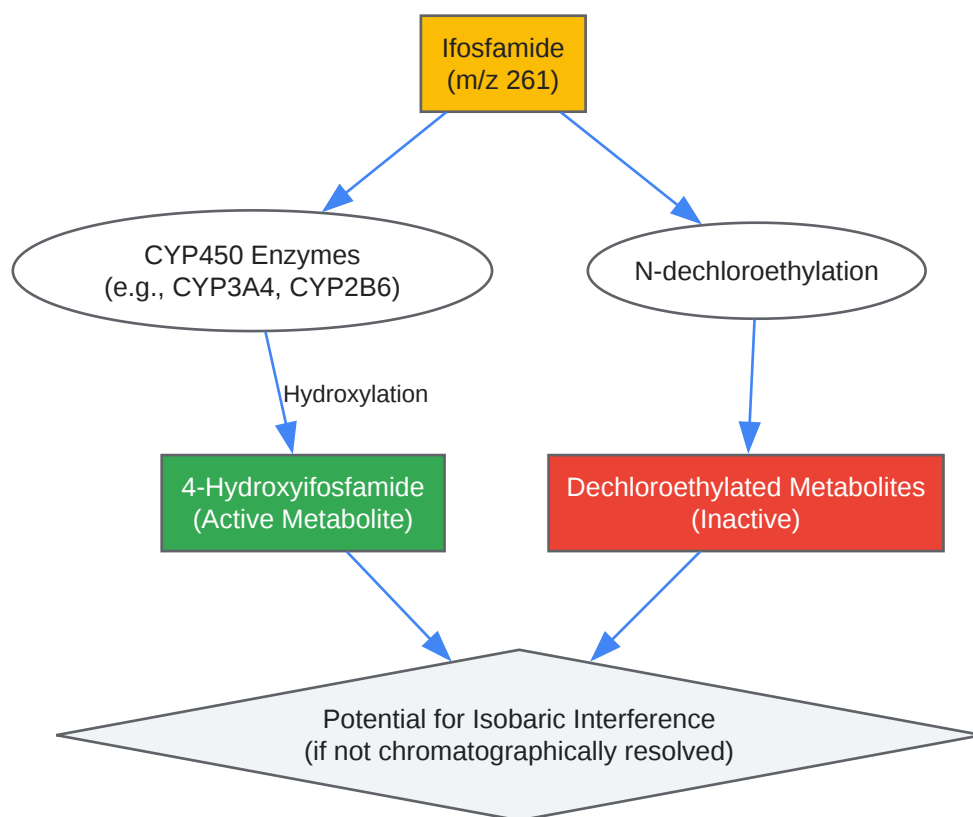 Ifosfamide
(m/z 261)
CYP450 Enzymes
(e.g., CYP3A4, CYP2B6)
N-dechloroethylation
Hydroxylation
4-Hydroxyifosfamide
(Active Metabolite)
Dechloroethylated Metabolites
(Inactive)
Potential for Isobaric Interference
(if not chromatographically resolved)